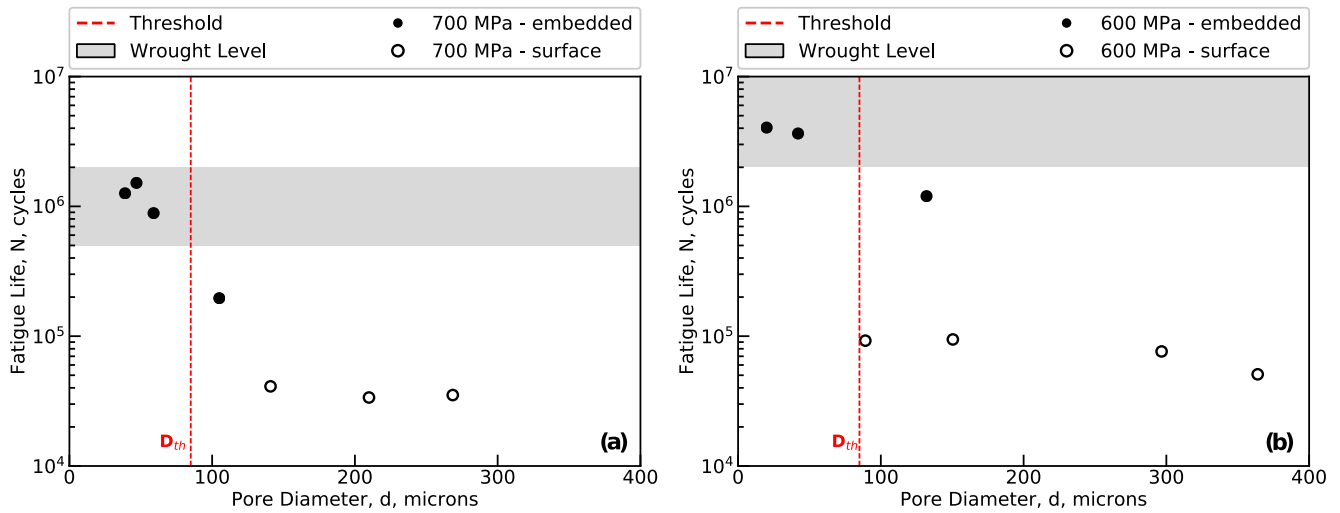 Threshold
Wrought Level
700 MPa - embedded
700 MPa - surface
10^7
10^6
10^5
10^4
Fatigue Life, N, cycles
D_th
(a)
0 100 200 300 400
Pore Diameter, d, microns
Threshold
Wrought Level
600 MPa - embedded
600 MPa - surface
10^7
10^6
10^5
10^4
Fatigue Life, N, cycles
D_th
(b)
0 100 200 300 400
Pore Diameter, d, microns